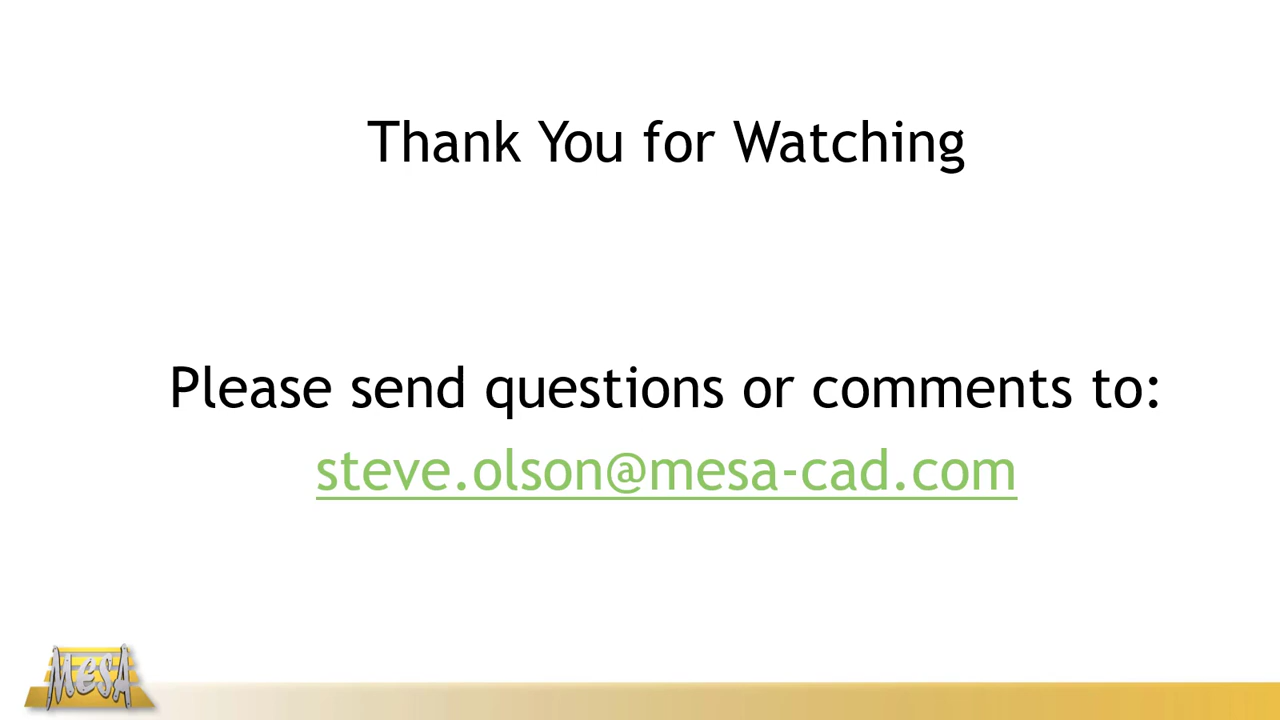 Thank You for Watching
Please send questions or comments to:
steve.olson@mesa-cad.com
MESA